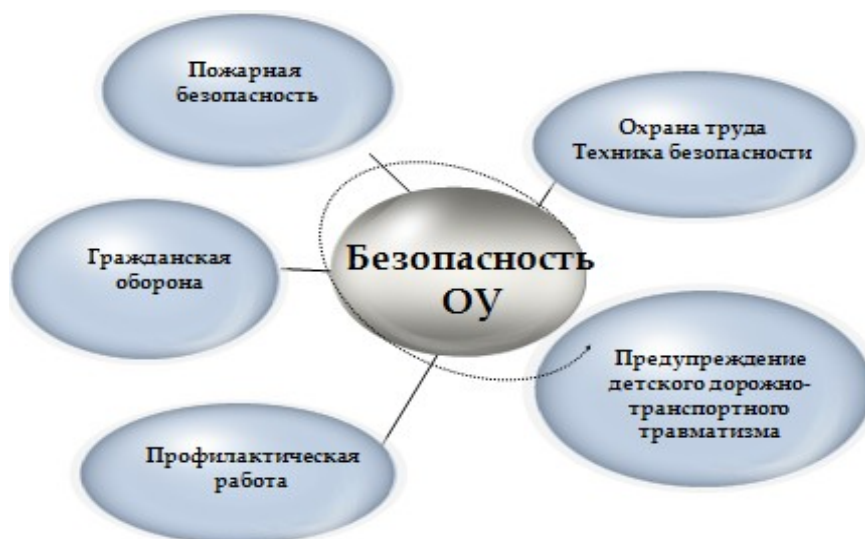 Пожарная
безопасность
Охрана труда
Техника безопасности
Гражданская
оборона
Безопасность
ОУ
Предупреждение
детского дорожно-
транспортного
травматизма
Профилактическая
работа